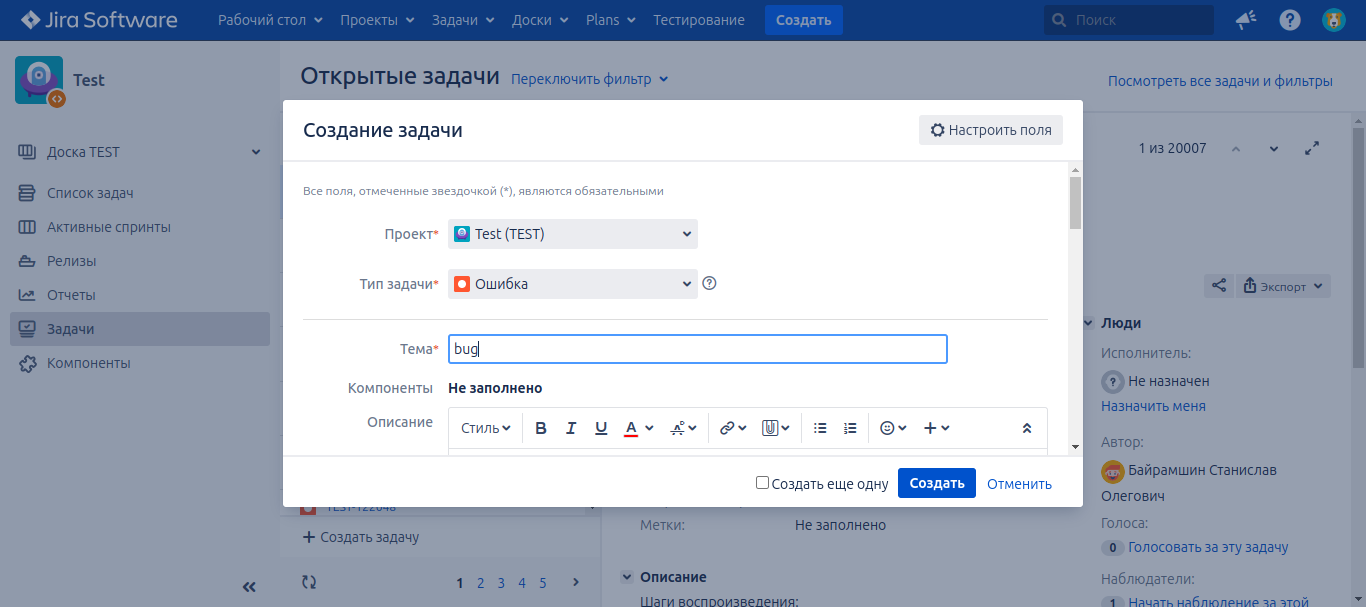 Jira Software Рабочий стол Проекты Задачи Доски Plans Тестирование Создать Поиск
Test
Открытые задачи Переключить фильтр Посмотреть все задачи и фильтры
Доска TEST
Список задач
Активные спринты
Релизы
Отчеты
Задачи
Компоненты
Создание задачи Настроить поля
Все поля, отмеченные звездочкой (*), являются обязательными
Проект* Test (TEST)
Тип задачи* Ошибка
Тема* bug
Компоненты Не заполнено
Описание Стиль
Создать еще одну Создать Отменить
1 из 20007
Экспорт
Люди
Исполнитель:
Не назначен
Назначить меня
Автор:
Байрамшин Станислав
Олегович
Голоса:
0 Голосовать за эту задачу
Наблюдатели:
1 Начать наблюдение за этой
TEST-122048
Создать задачу
1 2 3 4 5
Метки: Не заполнено
Описание
Шаги воспроизведения: